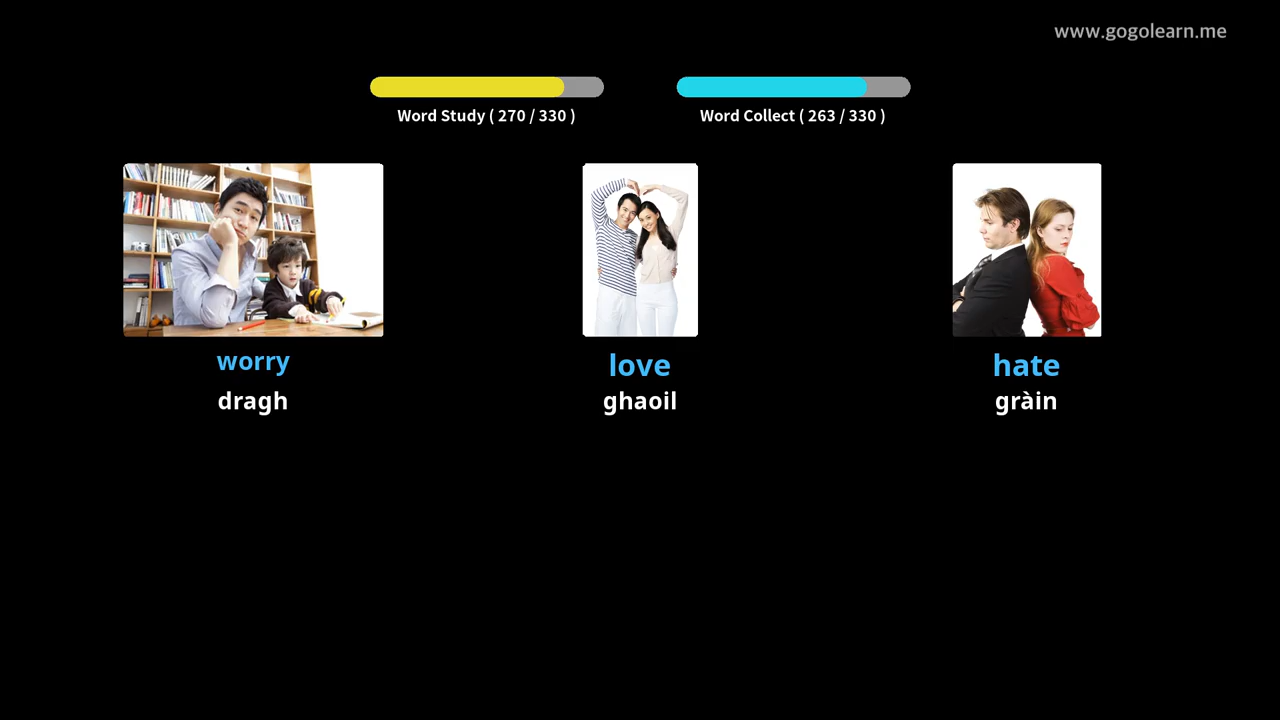 www.gogolearn.me
Word Study ( 270 / 330 )
Word Collect ( 263 / 330 )
worry
love
hate
dragh
ghaoil
gràin